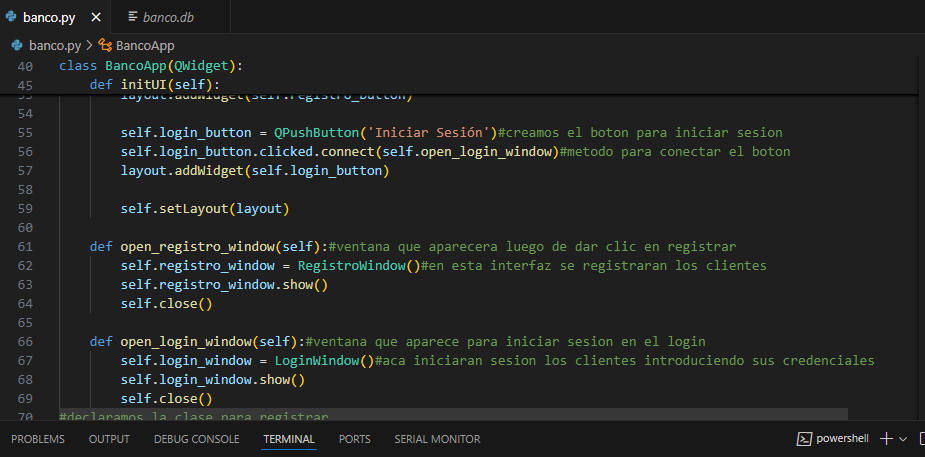 banco.py
banco.db
banco.py > BancoApp
40 class BancoApp(QWidget):
45 def initUI(self):
53 layout.addWidget(self.registro_button)
54
55 self.login_button = QPushButton('Iniciar Sesión')#creamos el boton para iniciar sesion
56 self.login_button.clicked.connect(self.open_login_window)#metodo para conectar el boton
57 layout.addWidget(self.login_button)
58
59 self.setLayout(layout)
60
61 def open_registro_window(self):#ventana que aparecera luego de dar clic en registrar
62 self.registro_window = RegistroWindow()#en esta interfaz se registraran los clientes
63 self.registro_window.show()
64 self.close()
65
66 def open_login_window(self):#ventana que aparece para iniciar sesion en el login
67 self.login_window = LoginWindow()#aca iniciaran sesion los clientes introduciendo sus credenciales
68 self.login_window.show()
69 self.close()
70 #declaramos la clase para registrar
PROBLEMS OUTPUT DEBUG CONSOLE TERMINAL PORTS SERIAL MONITOR powershell